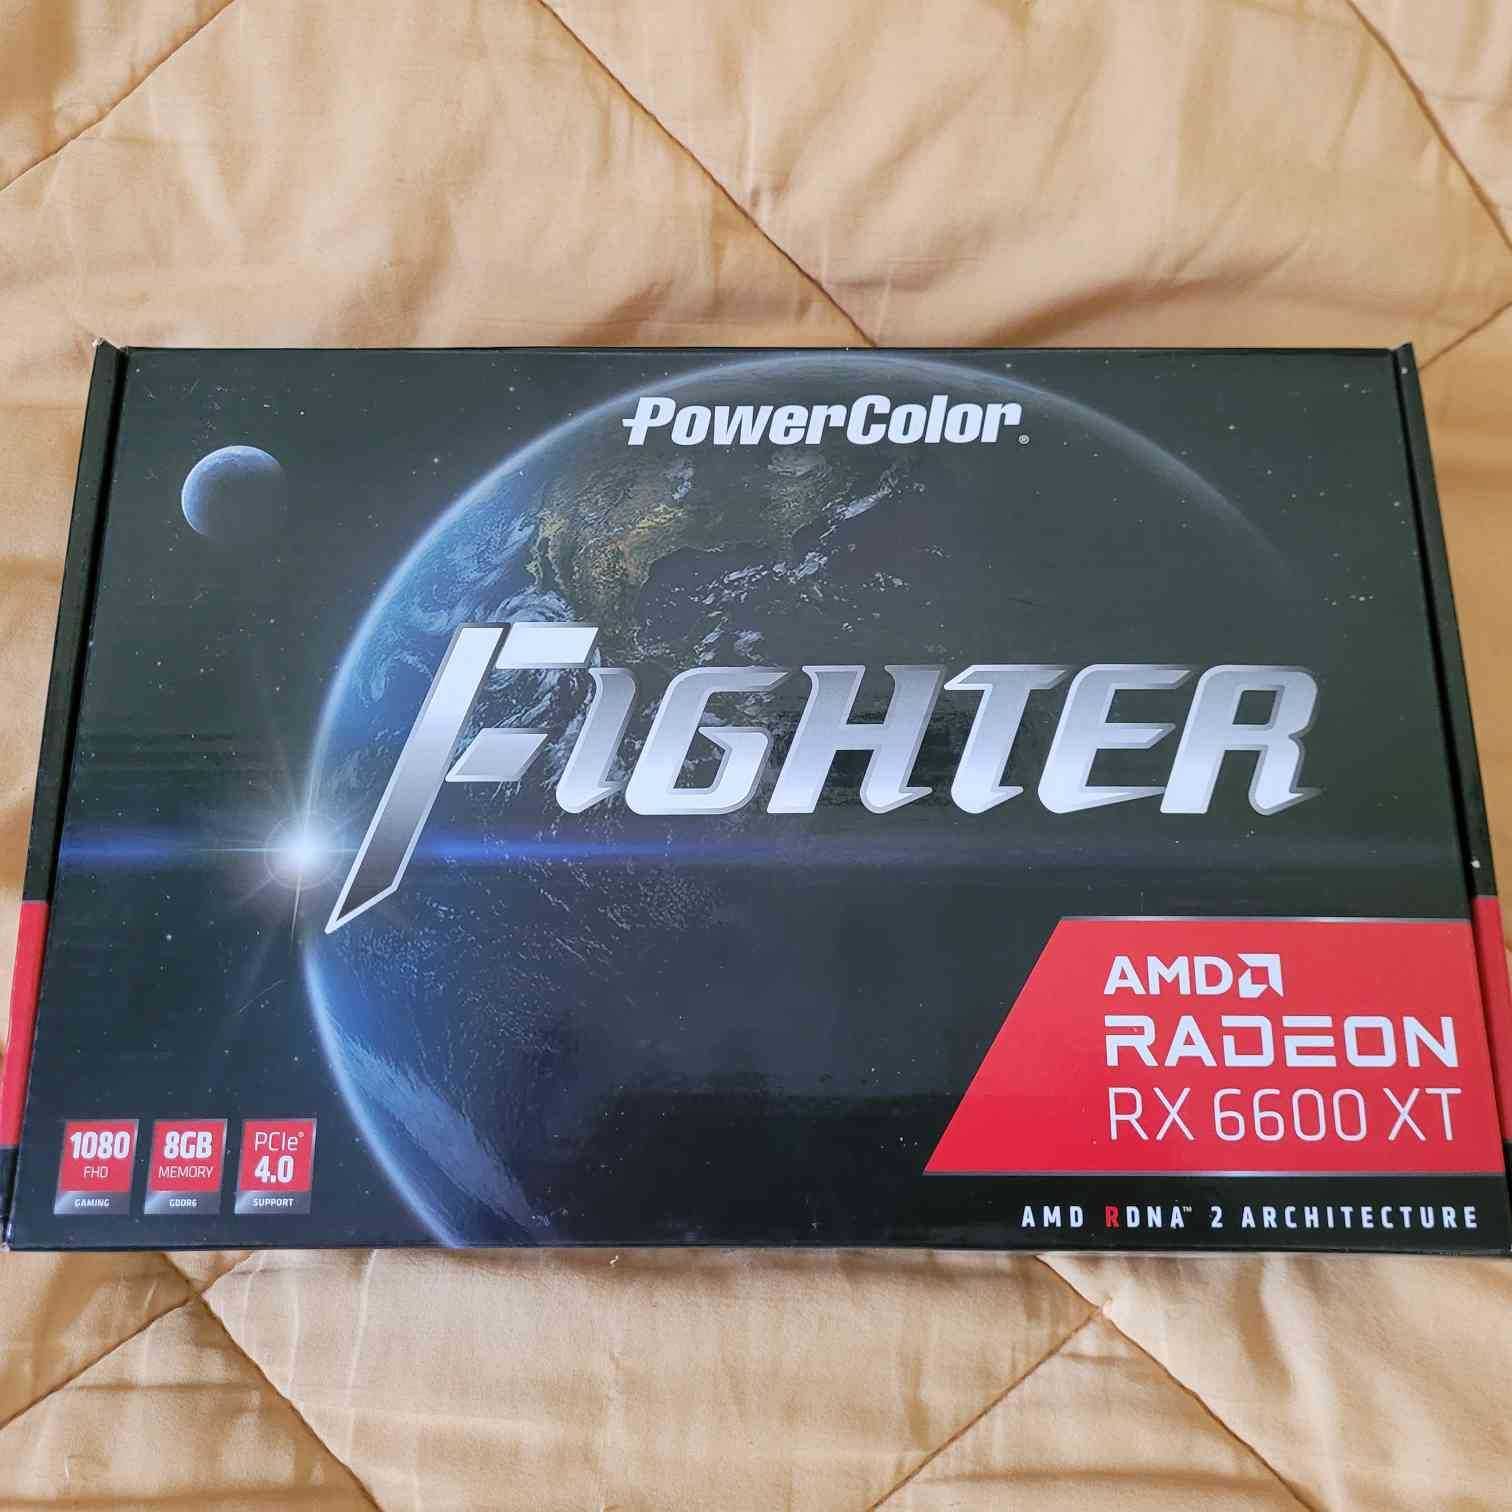 PowerColor®
FIGHTER
AMD
RADEON
RX 6600 XT
1080
FHD
GAMING
8GB
MEMORY
GDDR6
PCIe®
4.0
SUPPORT
AMD RDNA™ 2 ARCHITECTURE